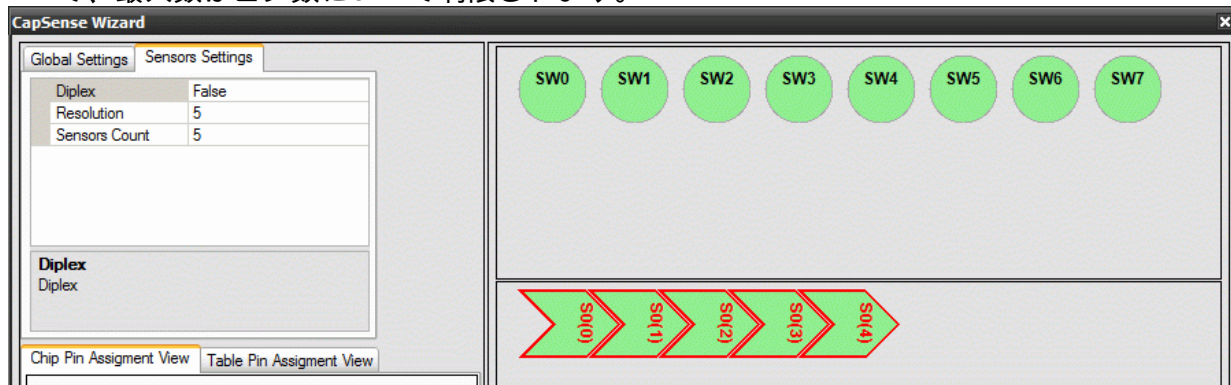 CapSense Wizard
Global Settings
Sensors Settings
Diplex False
Resolution 5
Sensors Count 5
Diplex
Diplex
Chip Pin Assigment View
Table Pin Assigment View
SW0 SW1 SW2 SW3 SW4 SW5 SW6 SW7
S0(0) S0(1) S0(2) S0(3) S0(4)